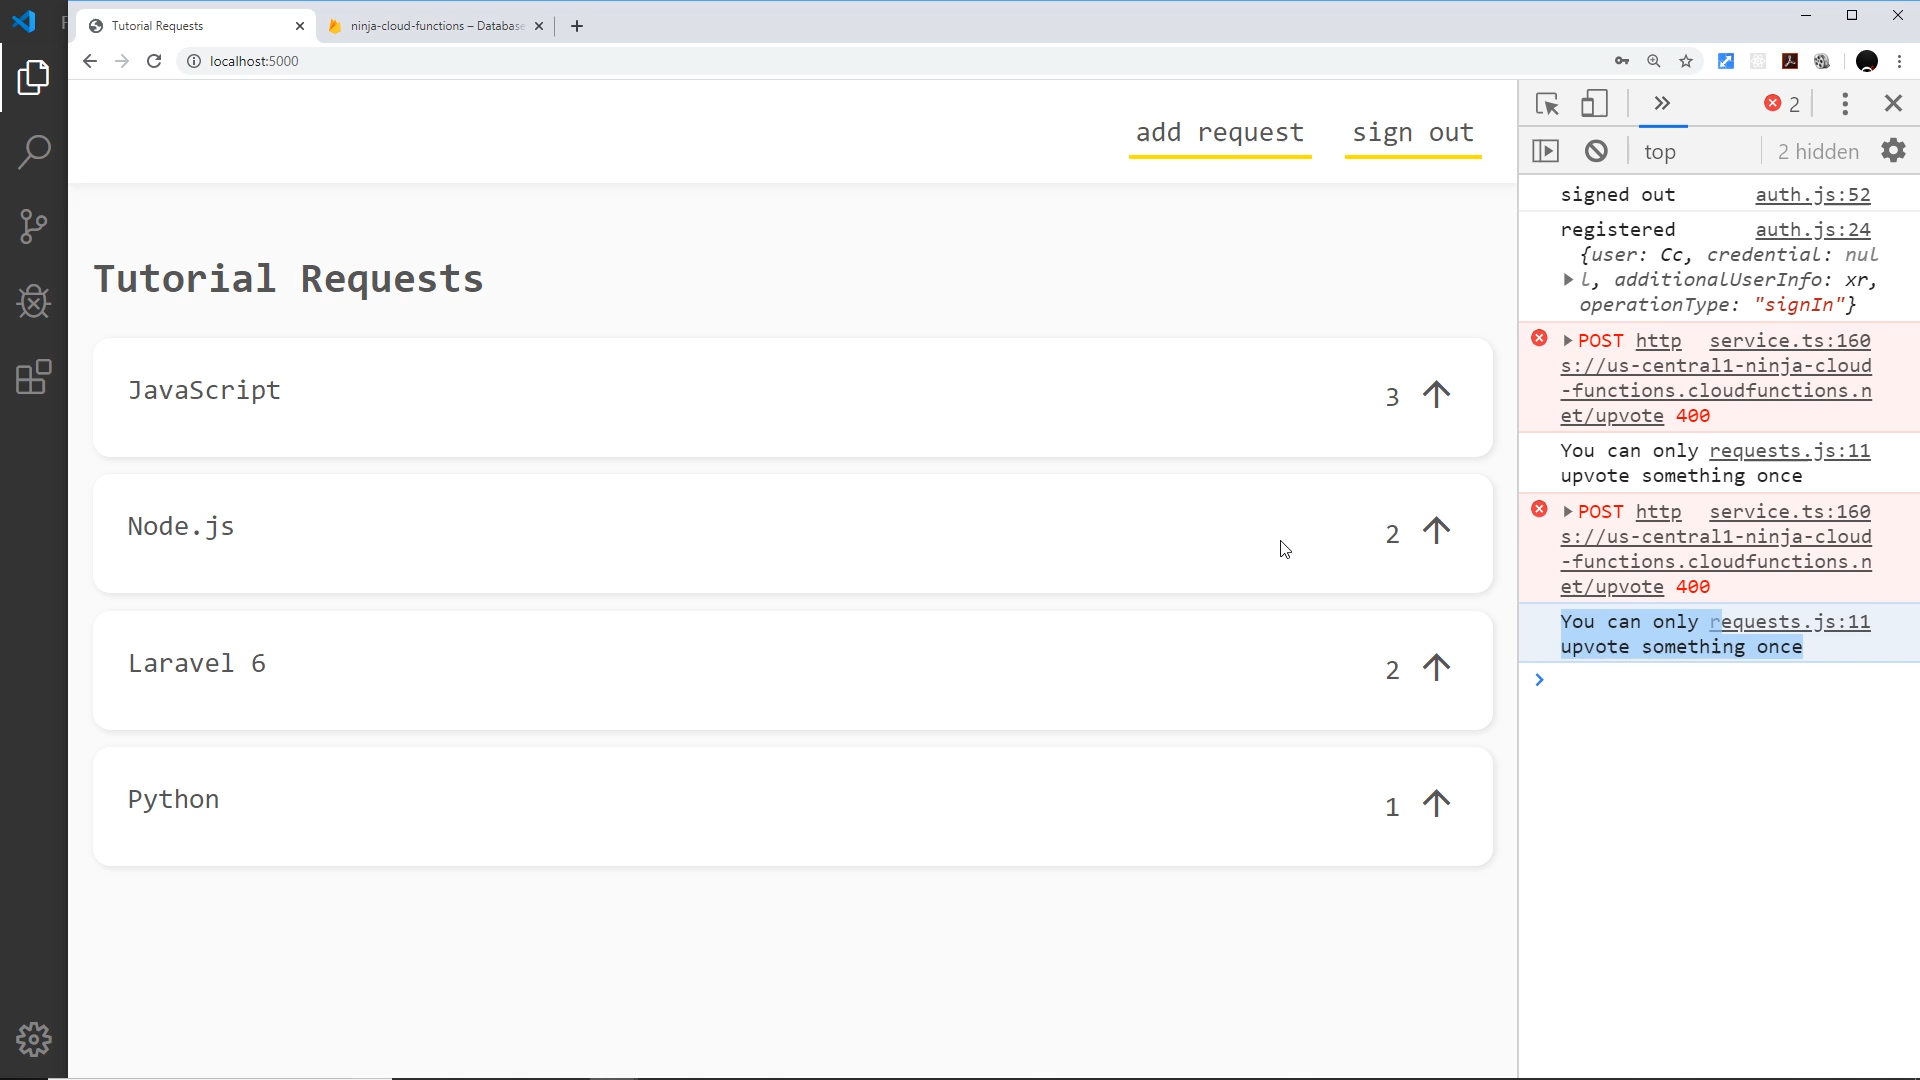 Tutorial Requests
ninja-cloud-functions – Database
localhost:5000
add request
sign out
Tutorial Requests
JavaScript
3
Node.js
2
Laravel 6
2
Python
1
2
top
2 hidden
signed out auth.js:52
registered auth.js:24
{user: Cc, credential: nul
l, additionalUserInfo: xr,
operationType: "signIn"}
POST http service.ts:160
s://us-central1-ninja-cloud
-functions.cloudfunctions.n
et/upvote 400
You can only requests.js:11
upvote something once
POST http service.ts:160
s://us-central1-ninja-cloud
-functions.cloudfunctions.n
et/upvote 400
You can only requests.js:11
upvote something once